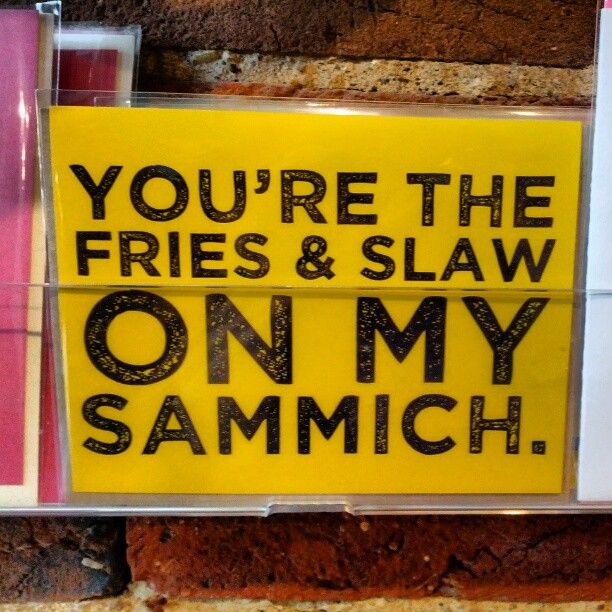 YOU'RE THE
FRIES & SLAW
ON MY
SAMMICH.